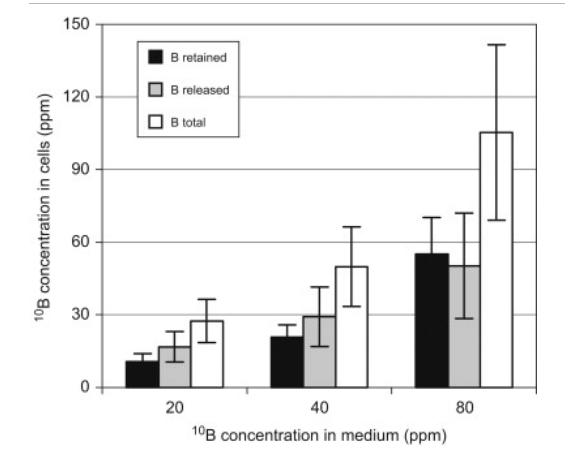 150
120
90
60
30
0
¹⁰B concentration in cells (ppm)
B retained
B released
B total
20 40 80
¹⁰B concentration in medium (ppm)